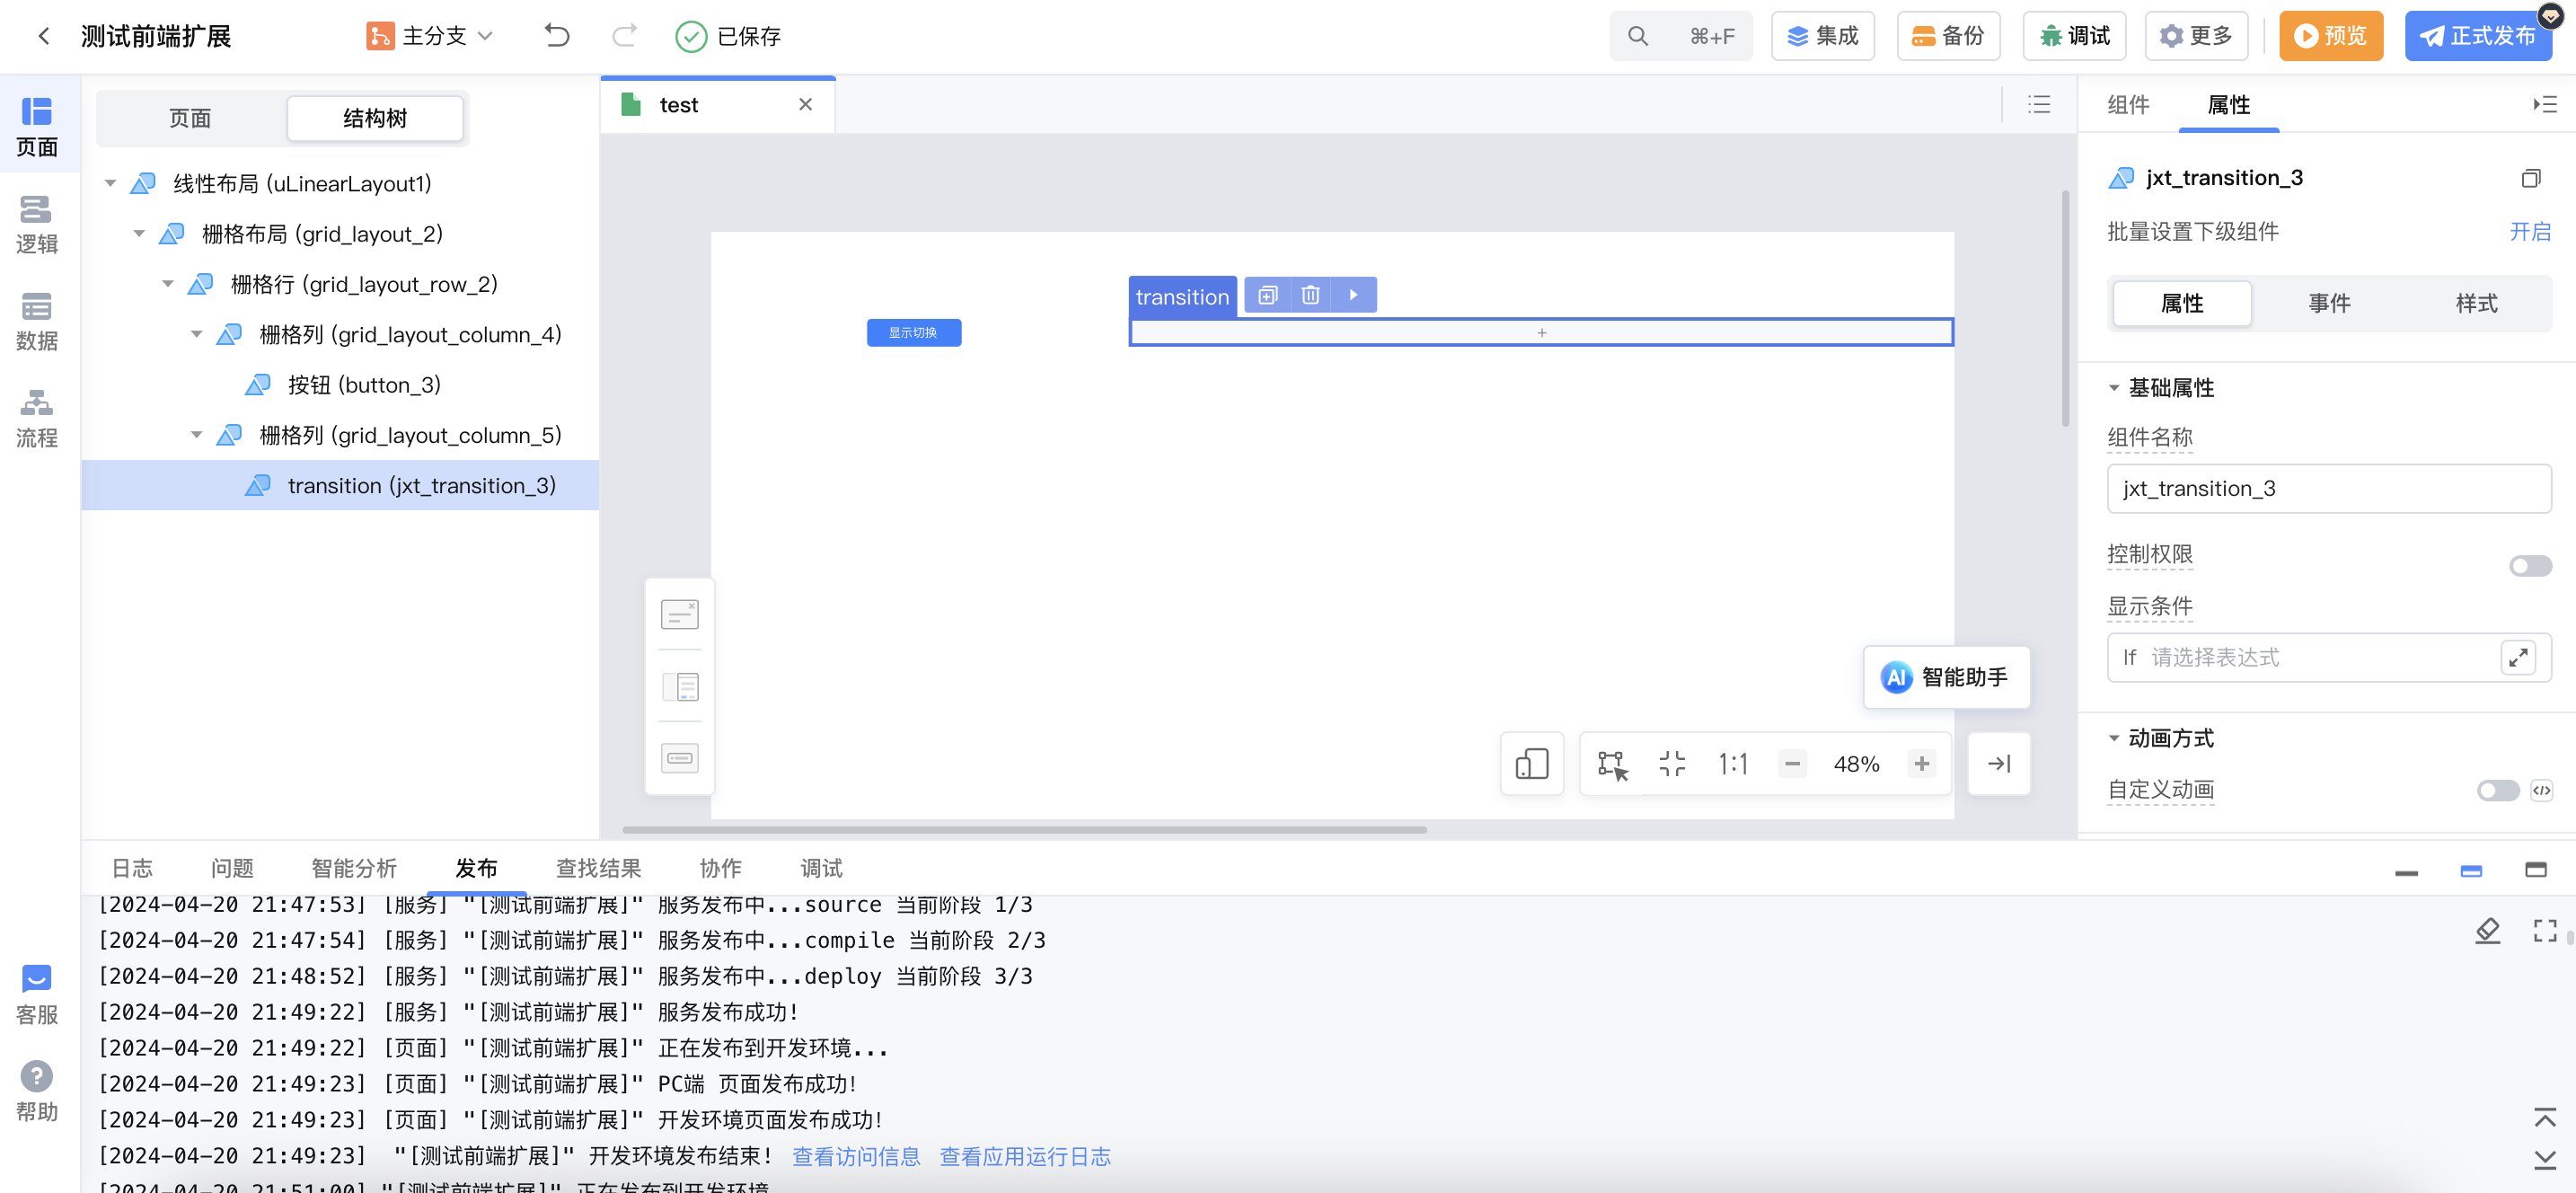 测试前端扩展
主分支
已保存
⌘+F
集成
备份
调试
更多
预览
正式发布
页面
逻辑
数据
流程
客服
帮助
页面
结构树
线性布局 (uLinearLayout1)
栅格布局 (grid_layout_2)
栅格行 (grid_layout_row_2)
栅格列 (grid_layout_column_4)
按钮 (button_3)
栅格列 (grid_layout_column_5)
transition (jxt_transition_3)
test
transition
显示切换
AI 智能助手
1:1
48%
组件
属性
jxt_transition_3
批量设置下级组件
开启
属性
事件
样式
基础属性
组件名称
jxt_transition_3
控制权限
显示条件
If 请选择表达式
动画方式
自定义动画
日志
问题
智能分析
发布
查找结果
协作
调试
[2024-04-20 21:47:53] [服务] "[测试前端扩展]" 服务发布中...source 当前阶段 1/3
[2024-04-20 21:47:54] [服务] "[测试前端扩展]" 服务发布中...compile 当前阶段 2/3
[2024-04-20 21:48:52] [服务] "[测试前端扩展]" 服务发布中...deploy 当前阶段 3/3
[2024-04-20 21:49:22] [服务] "[测试前端扩展]" 服务发布成功!
[2024-04-20 21:49:22] [页面] "[测试前端扩展]" 正在发布到开发环境...
[2024-04-20 21:49:23] [页面] "[测试前端扩展]" PC端 页面发布成功!
[2024-04-20 21:49:23] [页面] "[测试前端扩展]" 开发环境页面发布成功!
[2024-04-20 21:49:23] "[测试前端扩展]" 开发环境发布结束! 查看访问信息 查看应用运行日志
[2024-04-20 21:51:00] "[测试前端扩展]" 正在发布到开发环境